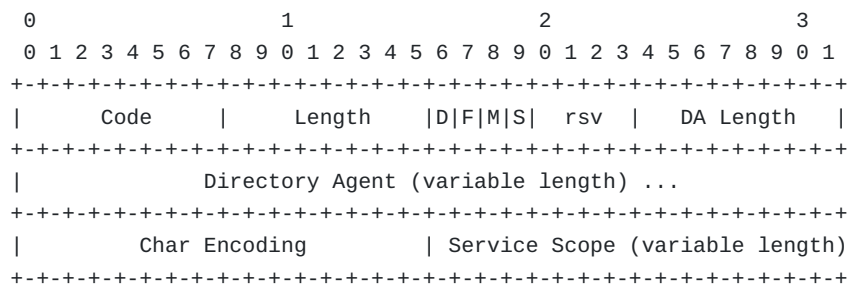 0                   1                   2                   3
 0 1 2 3 4 5 6 7 8 9 0 1 2 3 4 5 6 7 8 9 0 1 2 3 4 5 6 7 8 9 0 1
+-+-+-+-+-+-+-+-+-+-+-+-+-+-+-+-+-+-+-+-+-+-+-+-+-+-+-+-+-+-+-+-+
|      Code     |     Length    |D|F|M|S|  rsv  |   DA Length   |
+-+-+-+-+-+-+-+-+-+-+-+-+-+-+-+-+-+-+-+-+-+-+-+-+-+-+-+-+-+-+-+-+
|              Directory Agent (variable length) ...
+-+-+-+-+-+-+-+-+-+-+-+-+-+-+-+-+-+-+-+-+-+-+-+-+-+-+-+-+-+-+-+-+
|         Char Encoding         | Service Scope (variable length)
+-+-+-+-+-+-+-+-+-+-+-+-+-+-+-+-+-+-+-+-+-+-+-+-+-+-+-+-+-+-+-+-+